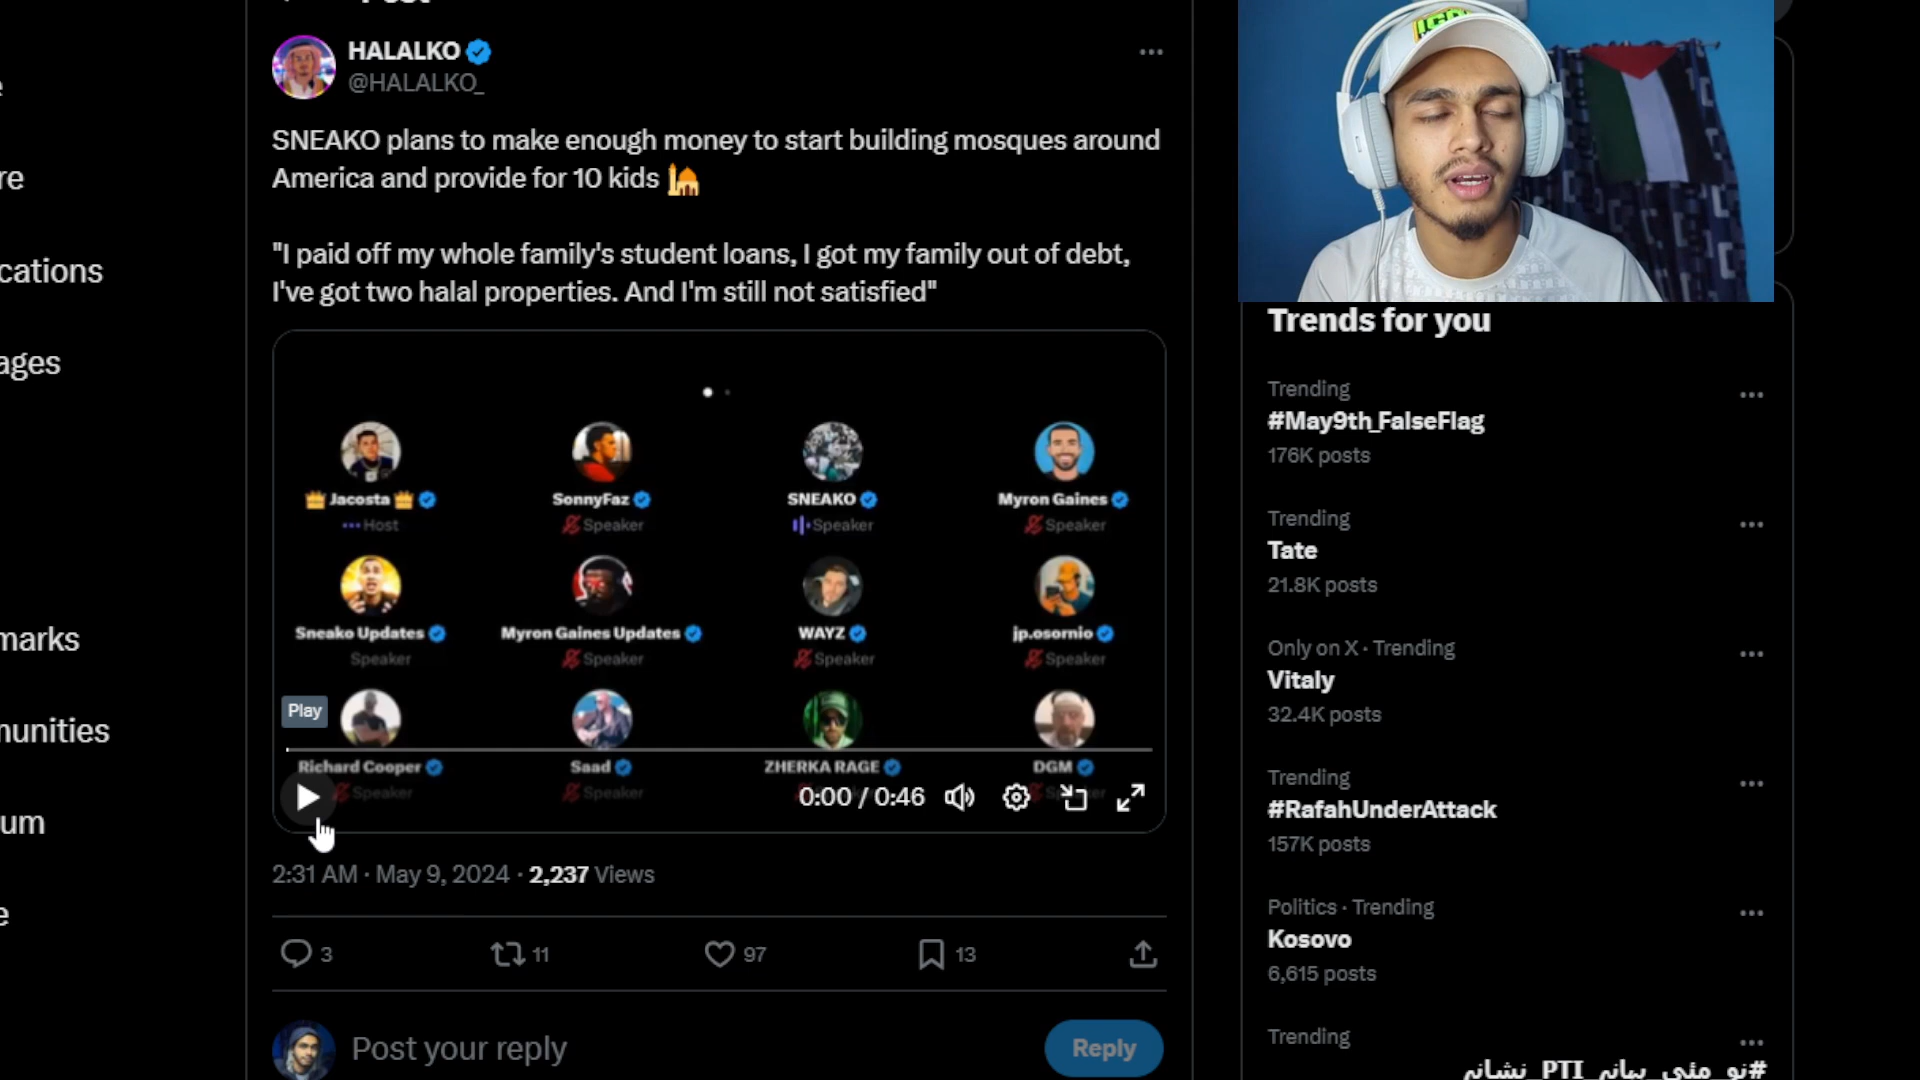 Post
HALALKO
@HALALKO_
SNEAKO plans to make enough money to start building mosques around
America and provide for 10 kids
"I paid off my whole family's student loans, I got my family out of debt,
I've got two halal properties. And I'm still not satisfied"
Jacosta
Host
SonnyFaz
Speaker
SNEAKO
Speaker
Myron Gaines
Speaker
Sneako Updates
Speaker
Myron Gaines Updates
Speaker
WAYZ
Speaker
jp.osornio
Speaker
Play
Richard Cooper
Speaker
Saad
Speaker
ZHERKA RAGE
DGM
Speaker
0:00 / 0:46
2:31 AM · May 9, 2024 · 2,237 Views
3
11
97
13
Post your reply
Reply
e
re
cations
ages
marks
munities
um
e
Trends for you
Trending
#May9th_FalseFlag
176K posts
Trending
Tate
21.8K posts
Only on X · Trending
Vitaly
32.4K posts
Trending
#RafahUnderAttack
157K posts
Politics · Trending
Kosovo
6,615 posts
Trending
#نو_مئی_بہانہ_PTI_نشانہ